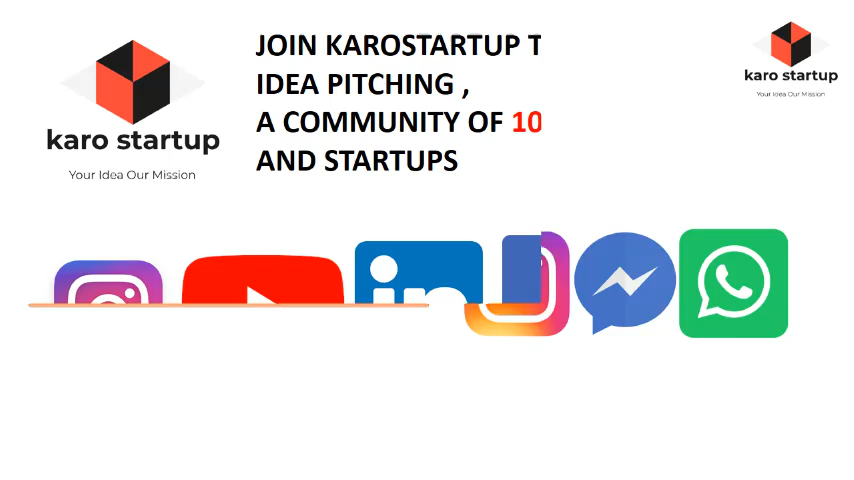 JOIN KAROSTARTUP T
IDEA PITCHING ,
A COMMUNITY OF 10
AND STARTUPS
karo startup
Your Idea Our Mission
karo startup
Your Idea Our Mission
in